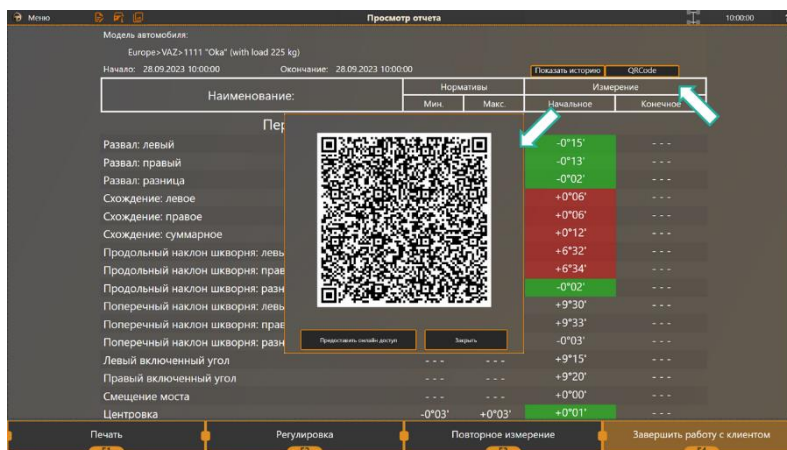 Меню
Просмотр отчета
10:00:00
Модель автомобиля:
Europe>VAZ>1111 "Oka" (with load 225 kg)
Начало: 28.09.2023 10:00:00 Окончание: 28.09.2023 10:00:00
Показать историю QRCode
Наименование: Нормативы Измерение
Мин. Макс. Начальное Конечное
Пер
Развал: левый -0°15' - - -
Развал: правый -0°13' - - -
Развал: разница -0°02' - - -
Схождение: левое +0°06' - - -
Схождение: правое +0°06' - - -
Схождение: суммарное +0°12' - - -
Продольный наклон шкворня: левы +6°32' - - -
Продольный наклон шкворня: прав +6°34' - - -
Продольный наклон шкворня: разн -0°02' - - -
Поперечный наклон шкворня: левы +9°30' - - -
Поперечный наклон шкворня: прав +9°33' - - -
Поперечный наклон шкворня: разн -0°03' - - -
Предоставить онлайн доступ Закрыть
Левый включенный угол - - - - - - +9°15' - - -
Правый включенный угол - - - - - - +9°20' - - -
Смещение моста - - - - - - +0°00' - - -
Центровка -0°03' +0°03' +0°01' - - -
Печать Регулировка Повторное измерение Завершить работу с клиентом